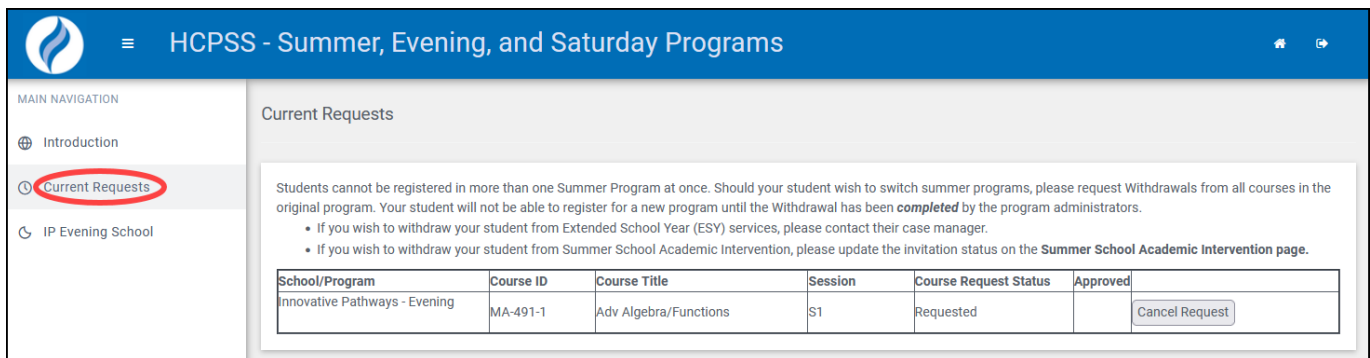 HCPSS - Summer, Evening, and Saturday Programs
MAIN NAVIGATION
Introduction
Current Requests
IP Evening School
Current Requests
Students cannot be registered in more than one Summer Program at once. Should your student wish to switch summer programs, please request Withdrawals from all courses in the
original program. Your student will not be able to register for a new program until the Withdrawal has been completed by the program administrators.
• If you wish to withdraw your student from Extended School Year (ESY) services, please contact their case manager.
• If you wish to withdraw your student from Summer School Academic Intervention, please update the invitation status on the Summer School Academic Intervention page.
School/Program Course ID Course Title Session Course Request Status Approved
Innovative Pathways - Evening MA-491-1 Adv Algebra/Functions S1 Requested Cancel Request